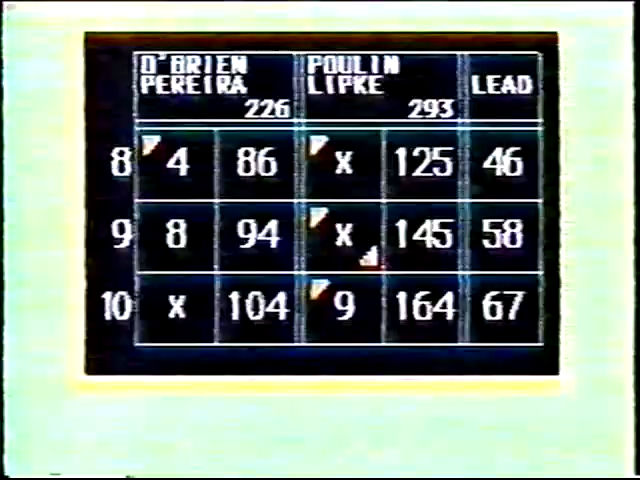 O'BRIEN POULIN
PEREIRA LIPKE LEAD
226 293
8 4 86 x 125 46
9 8 94 x 145 58
10 x 104 9 164 67